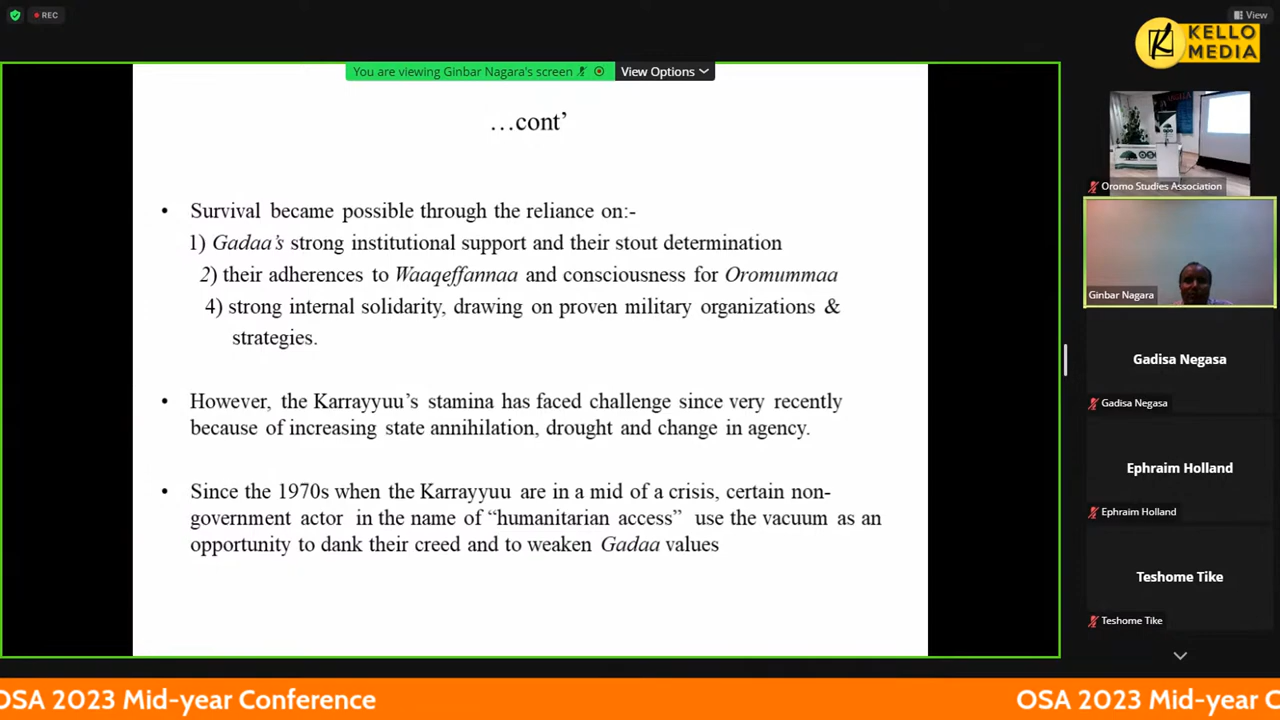 REC
View
KELLO
MEDIA
You are viewing Ginbar Nagara's screen
View Options
…cont’
• Survival became possible through the reliance on:-
1) Gadaa’s strong institutional support and their stout determination
2) their adherences to Waaqeffannaa and consciousness for Oromummaa
4) strong internal solidarity, drawing on proven military organizations &
strategies.
• However, the Karrayyuu’s stamina has faced challenge since very recently
because of increasing state annihilation, drought and change in agency.
• Since the 1970s when the Karrayyuu are in a mid of a crisis, certain non-
government actor in the name of “humanitarian access” use the vacuum as an
opportunity to dank their creed and to weaken Gadaa values
OSA
Oromo Studies Association
Ginbar Nagara
Gadisa Negasa
Gadisa Negasa
Ephraim Holland
Ephraim Holland
Teshome Tike
Teshome Tike
OSA 2023 Mid-year Conference
OSA 2023 Mid-year C